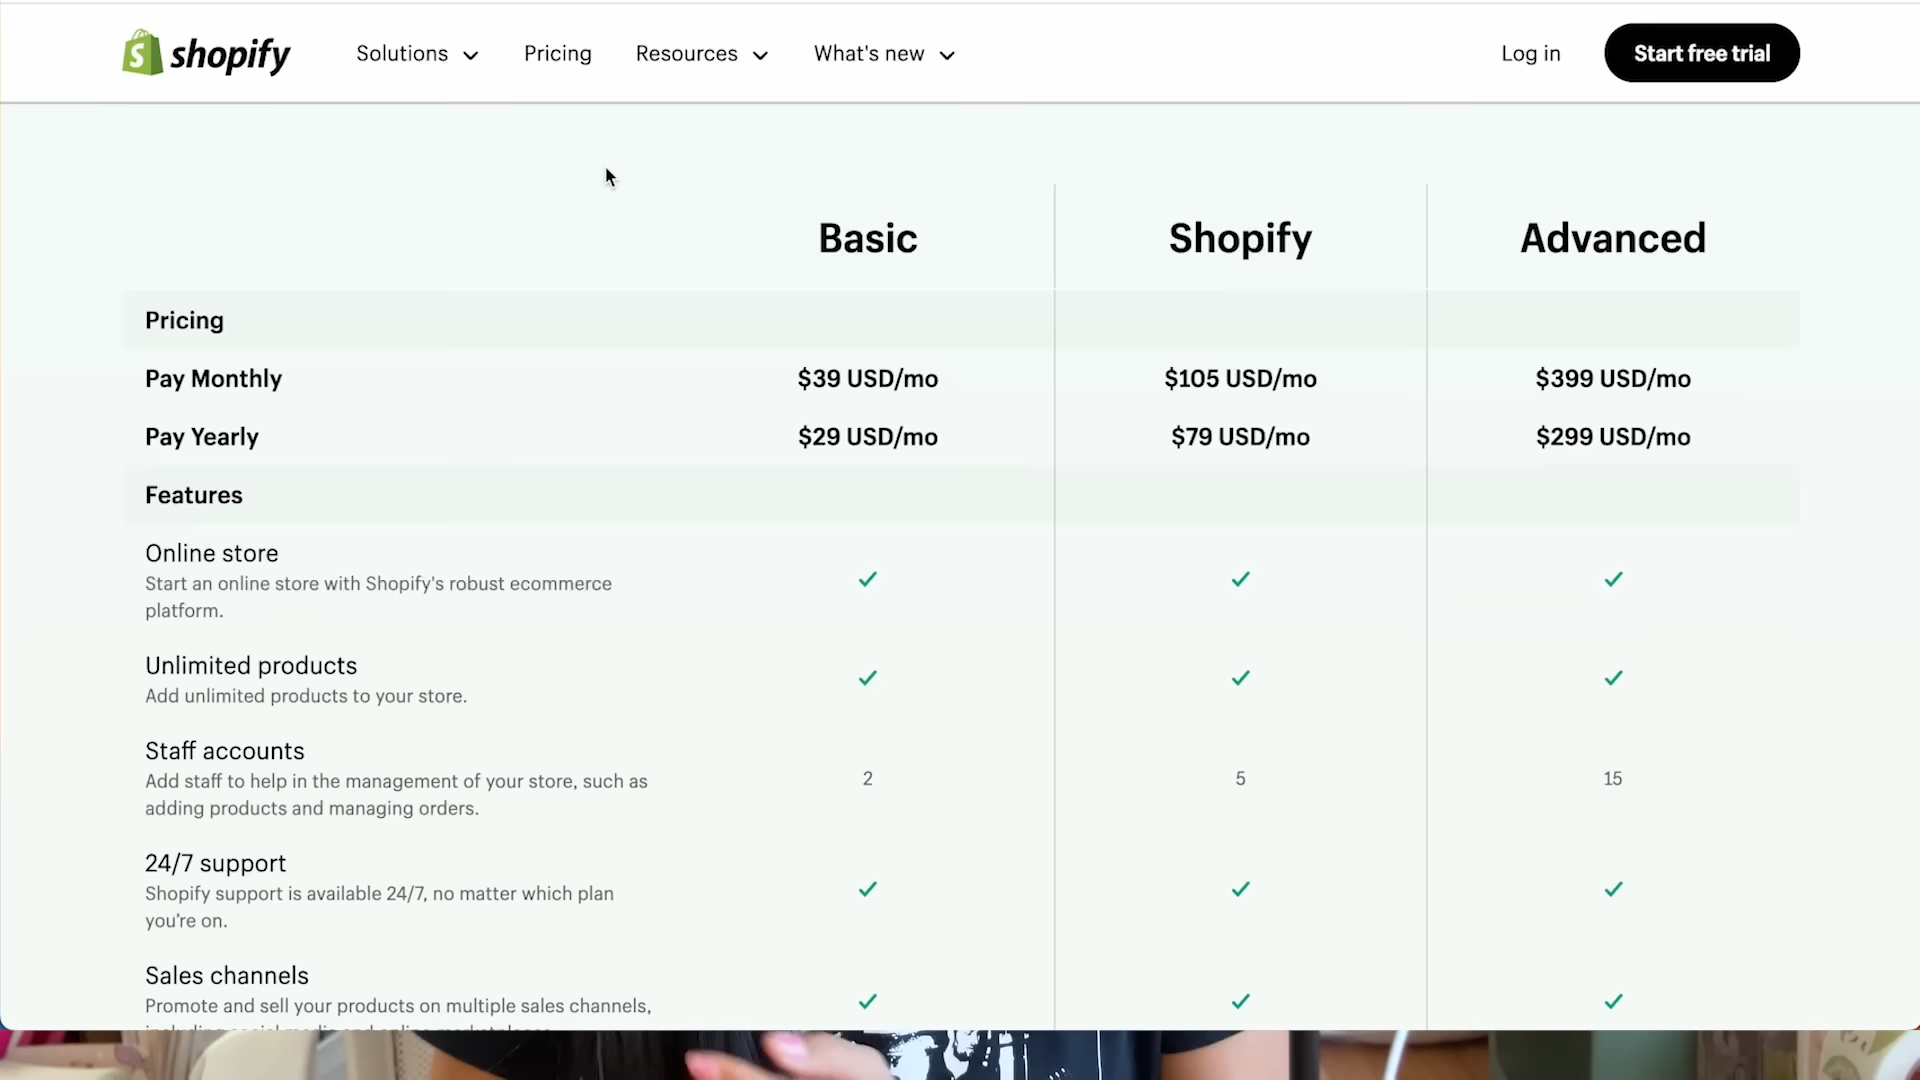 shopify
Solutions Pricing Resources What's new Log in Start free trial
Basic Shopify Advanced
Pricing
Pay Monthly $39 USD/mo $105 USD/mo $399 USD/mo
Pay Yearly $29 USD/mo $79 USD/mo $299 USD/mo
Features
Online store
Start an online store with Shopify's robust ecommerce
platform.
Unlimited products
Add unlimited products to your store.
Staff accounts
Add staff to help in the management of your store, such as
adding products and managing orders.
2 5 15
24/7 support
Shopify support is available 24/7, no matter which plan
you're on.
Sales channels
Promote and sell your products on multiple sales channels,